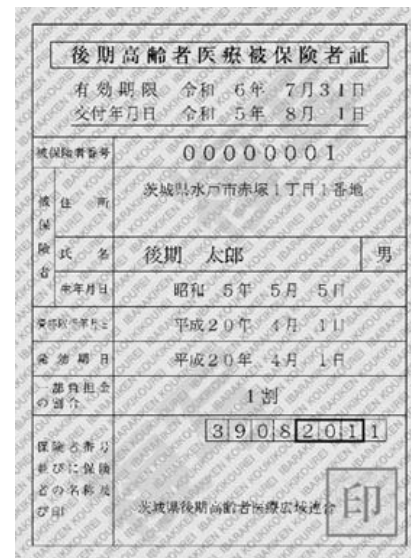 後期高齢者医療被保険者証
有効期限 令和 6年 7月31日
交付年月日 令和 5年 8月 1日
被保険者番号 00000001
被保険者
住所 茨城県水戸市赤塚1丁目1番地
氏名 後期 太郎 男
生年月日 昭和 5年 5月 5日
資格取得年月日 平成20年 4月 1日
発効期日 平成20年 4月 1日
一部負担金の割合 1割
保険者番号
並びに保険
者の名称及
び印
39082011
茨城県後期高齢者医療広域連合
印